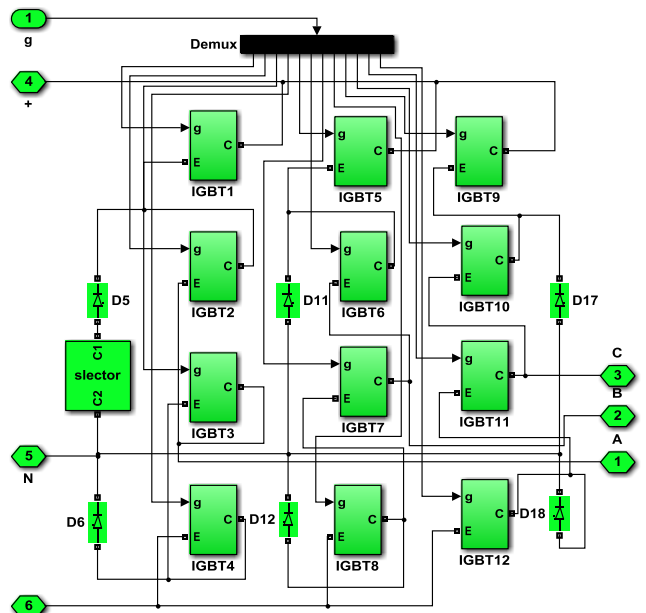 1
g
Demux
4
+
g
C
E
IGBT1
g
C
E
IGBT5
g
C
E
IGBT9
g
C
E
IGBT2
g
C
E
IGBT6
g
C
E
IGBT10
D5
D11
D17
C1
slector
C2
g
C
E
IGBT3
g
C
E
IGBT7
g
C
E
IGBT11
C
3
B
2
A
1
5
N
D6
g
C
E
IGBT4
D12
g
C
E
IGBT8
g
C
E
IGBT12
D18
6